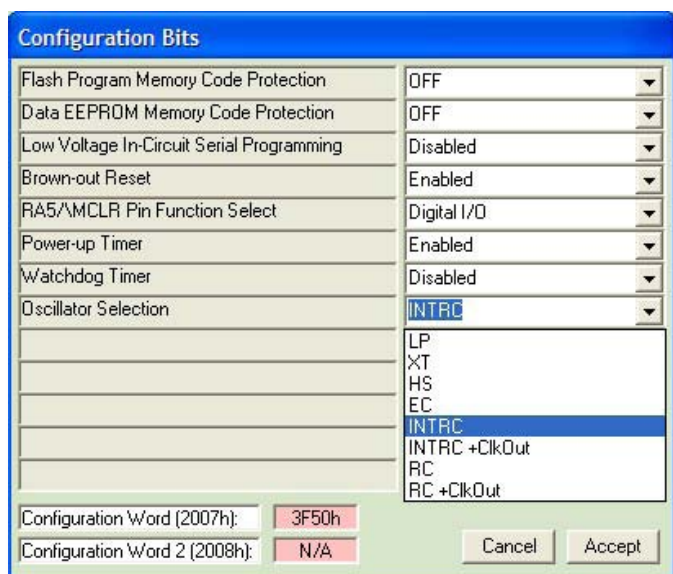 Configuration Bits
Flash Program Memory Code Protection OFF
Data EEPROM Memory Code Protection OFF
Low Voltage In-Circuit Serial Programming Disabled
Brown-out Reset Enabled
RA5/\MCLR Pin Function Select Digital I/O
Power-up Timer Enabled
Watchdog Timer Disabled
Oscillator Selection INTRC
LP
XT
HS
EC
INTRC
INTRC +ClkOut
RC
RC +ClkOut
Configuration Word (2007h): 3F50h
Configuration Word 2 (2008h): N/A
Cancel Accept